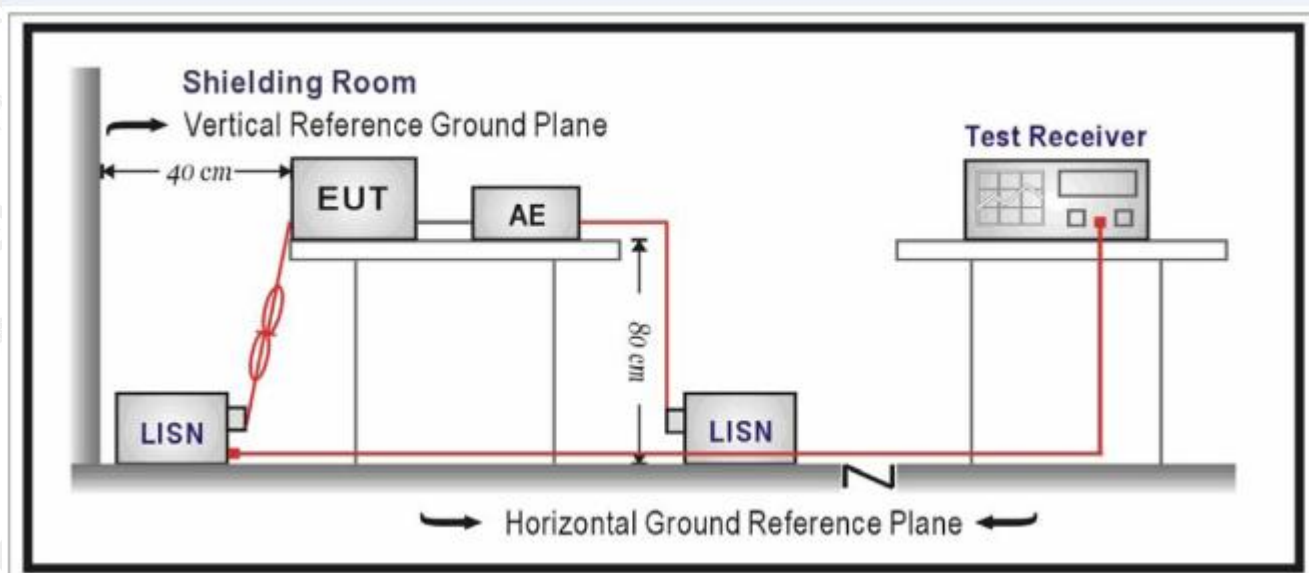 Shielding Room
Vertical Reference Ground Plane
Test Receiver
40 cm
EUT
AE
80 cm
LISN
LISN
Horizontal Ground Reference Plane